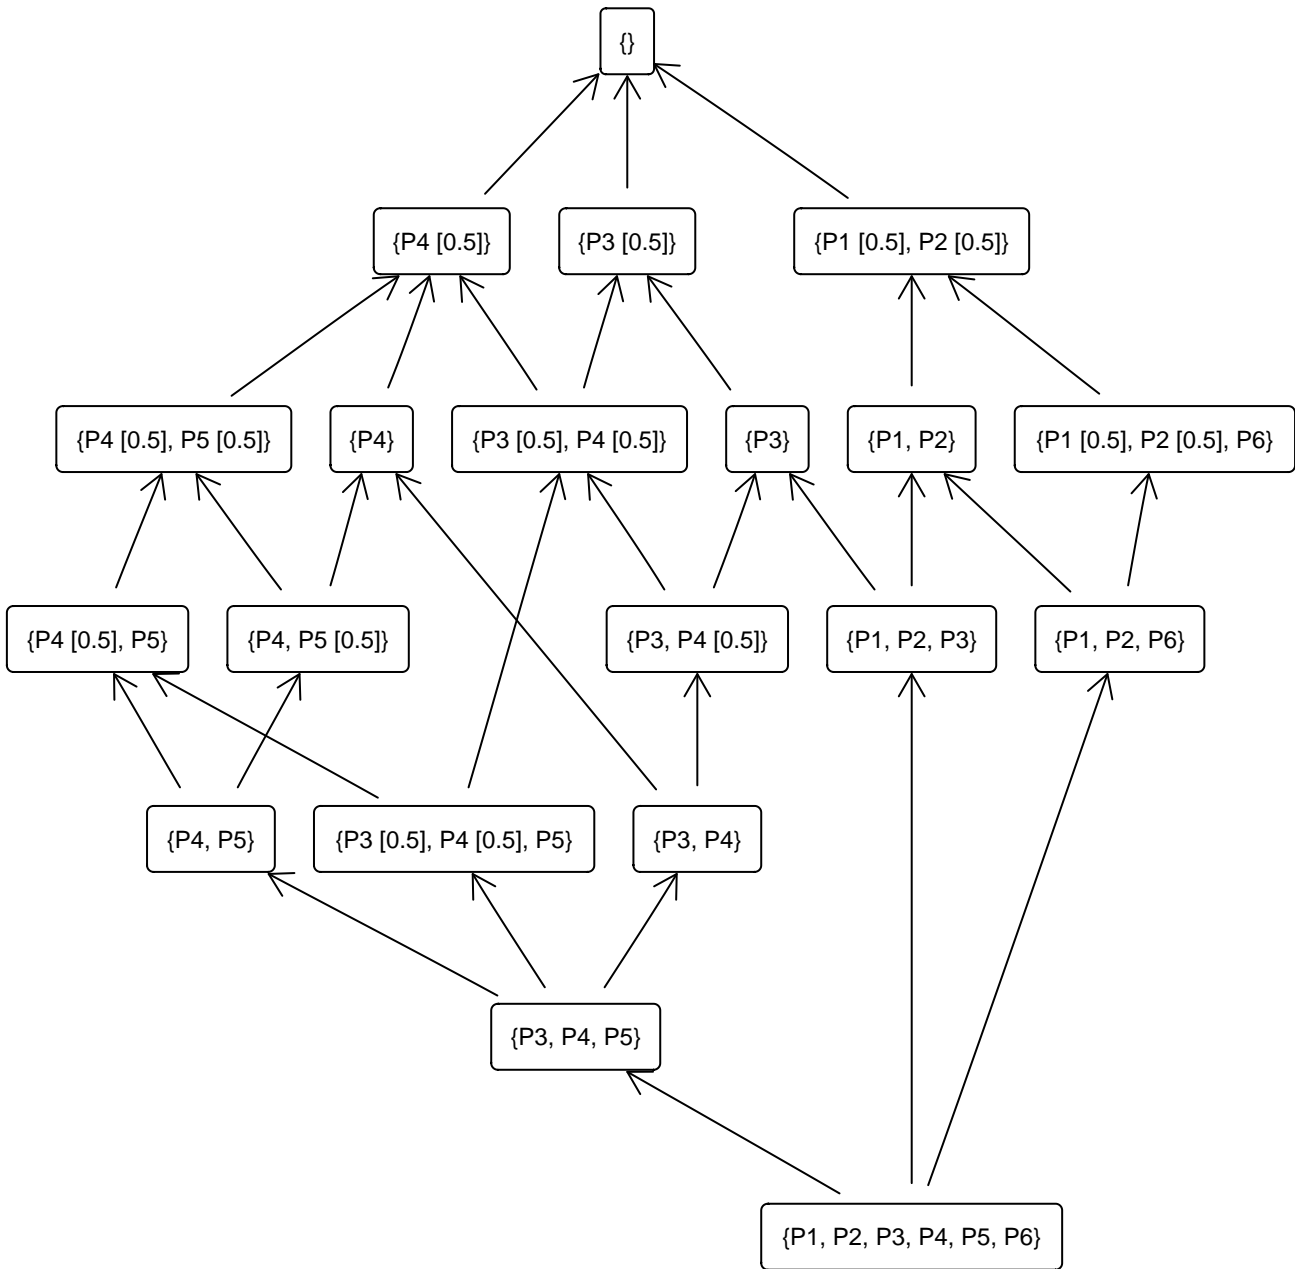 {}
{P4 [0.5]}
{P3 [0.5]}
{P1 [0.5], P2 [0.5]}
{P4 [0.5], P5 [0.5]}
{P4}
{P3 [0.5], P4 [0.5]}
{P3}
{P1, P2}
{P1 [0.5], P2 [0.5], P6}
{P4 [0.5], P5}
{P4, P5 [0.5]}
{P3, P4 [0.5]}
{P1, P2, P3}
{P1, P2, P6}
{P4, P5}
{P3 [0.5], P4 [0.5], P5}
{P3, P4}
{P3, P4, P5}
{P1, P2, P3, P4, P5, P6}